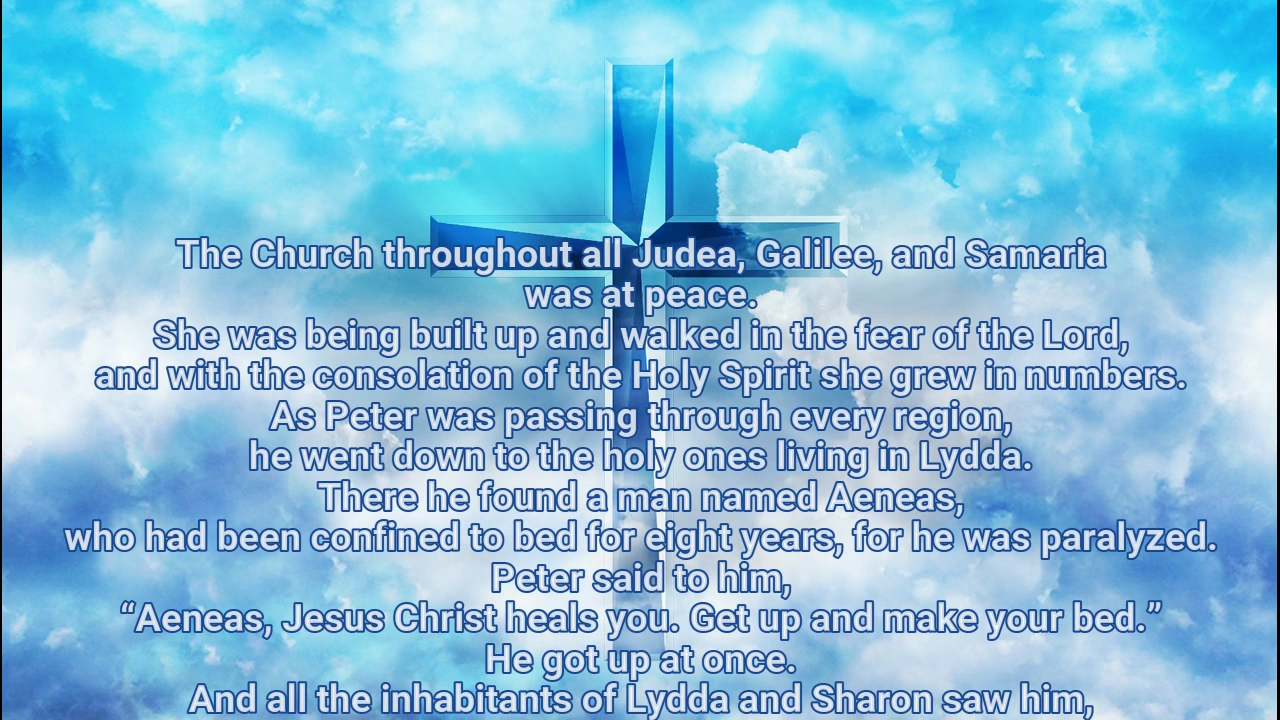 The Church throughout all Judea, Galilee, and Samaria
was at peace.
She was being built up and walked in the fear of the Lord,
and with the consolation of the Holy Spirit she grew in numbers.
As Peter was passing through every region,
he went down to the holy ones living in Lydda.
There he found a man named Aeneas,
who had been confined to bed for eight years, for he was paralyzed.
Peter said to him,
“Aeneas, Jesus Christ heals you. Get up and make your bed.”
He got up at once.
And all the inhabitants of Lydda and Sharon saw him,